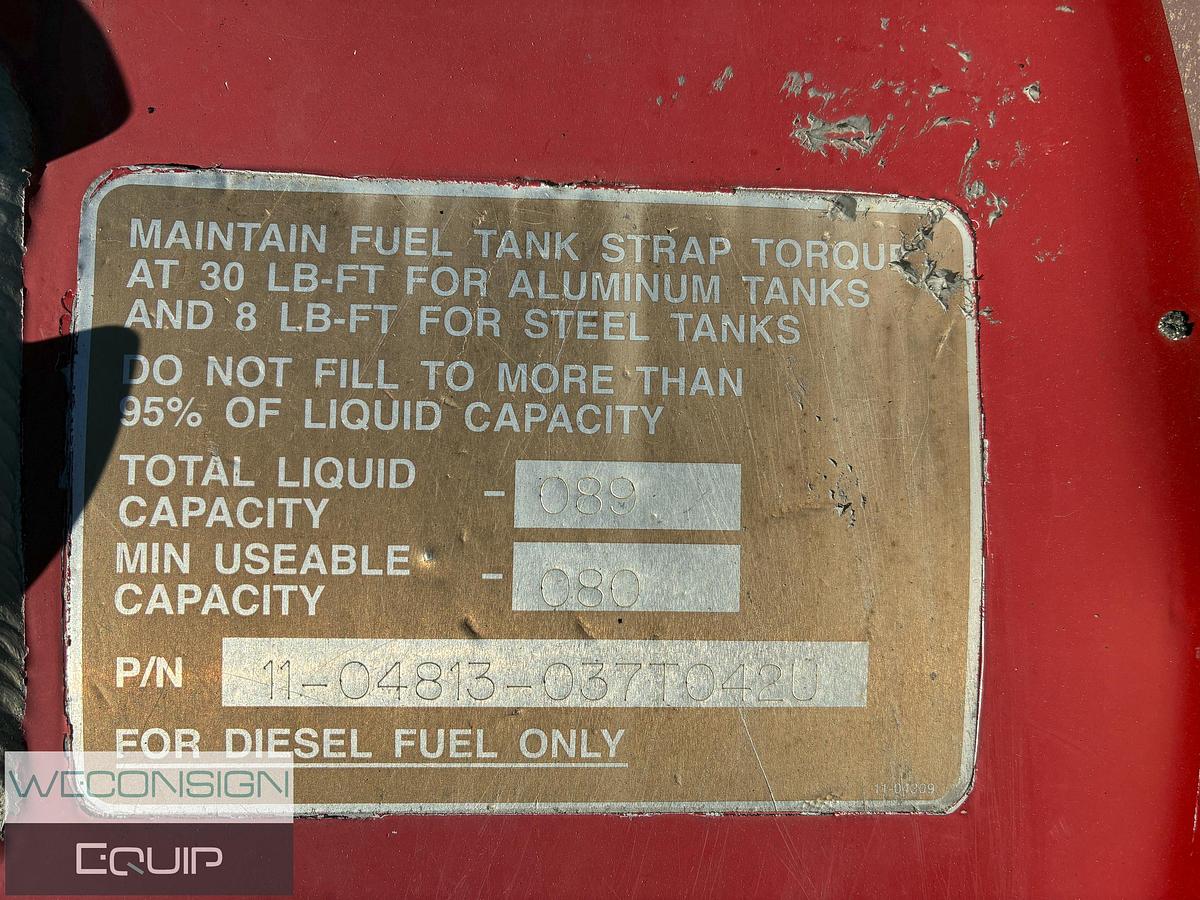 MAINTAIN FUEL TANK STRAP TORQUE
AT 30 LB-FT FOR ALUMINUM TANKS
AND 8 LB-FT FOR STEEL TANKS
DO NOT FILL TO MORE THAN
95% OF LIQUID CAPACITY
TOTAL LIQUID
CAPACITY - 089
MIN USEABLE
CAPACITY - 080
P/N 11-04813-037T042U
FOR DIESEL FUEL ONLY
11-04209
WECONSIGN
EQUIP